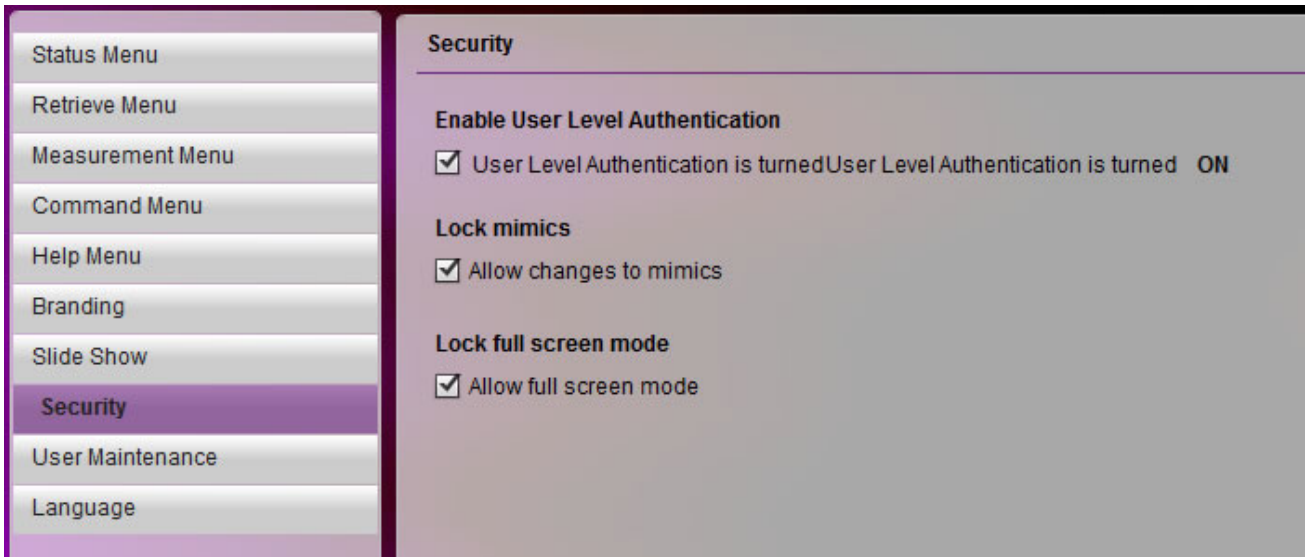 Status Menu
Retrieve Menu
Measurement Menu
Command Menu
Help Menu
Branding
Slide Show
Security
User Maintenance
Language
Security
Enable User Level Authentication
User Level Authentication is turnedUser Level Authentication is turned ON
Lock mimics
Allow changes to mimics
Lock full screen mode
Allow full screen mode